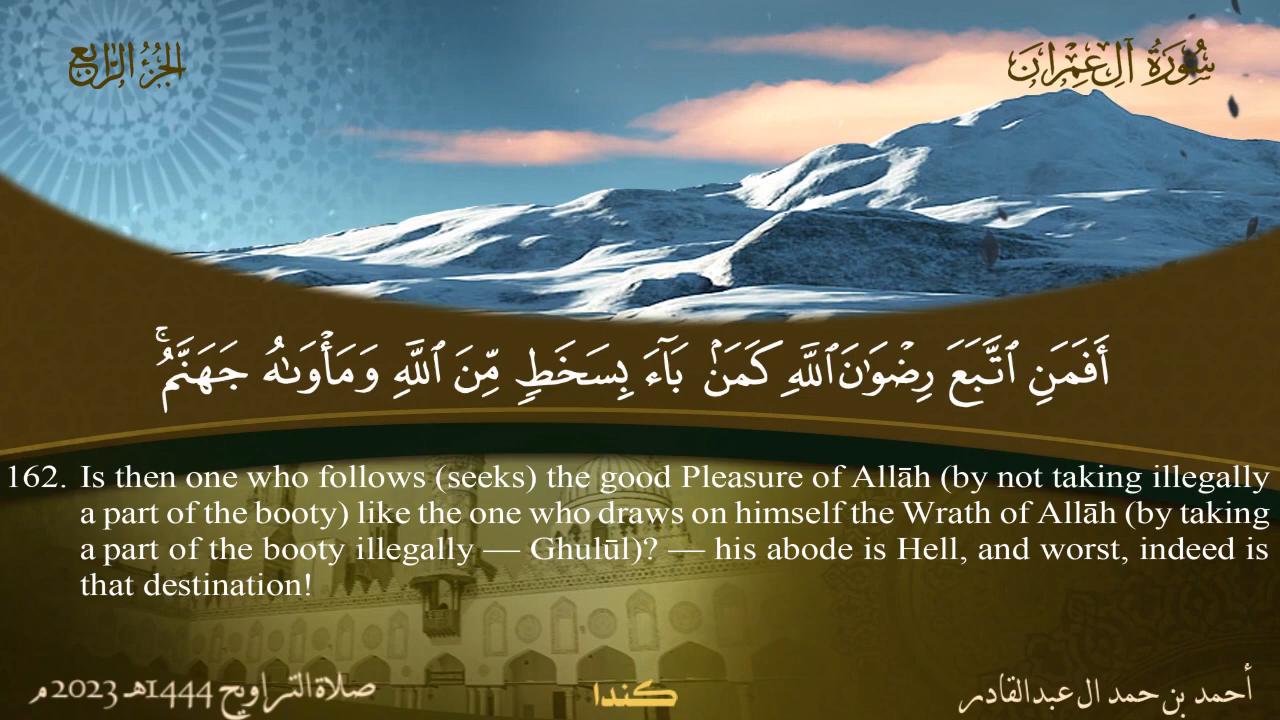 الجزء الرابع
سورة آل عمران
أَفَمَنِ ٱتَّبَعَ رِضْوَٰنَ ٱللَّهِ كَمَنۢ بَآءَ بِسَخَطٍ مِّنَ ٱللَّهِ وَمَأْوَىٰهُ جَهَنَّمُ ۚ
162. Is then one who follows (seeks) the good Pleasure of Allāh (by not taking illegally
a part of the booty) like the one who draws on himself the Wrath of Allāh (by taking
a part of the booty illegally — Ghulūl)? — his abode is Hell, and worst, indeed is
that destination!
أحمد بن حمد ال عبدالقادر
كندا
صلاة التراويح 1444هـ 2023م